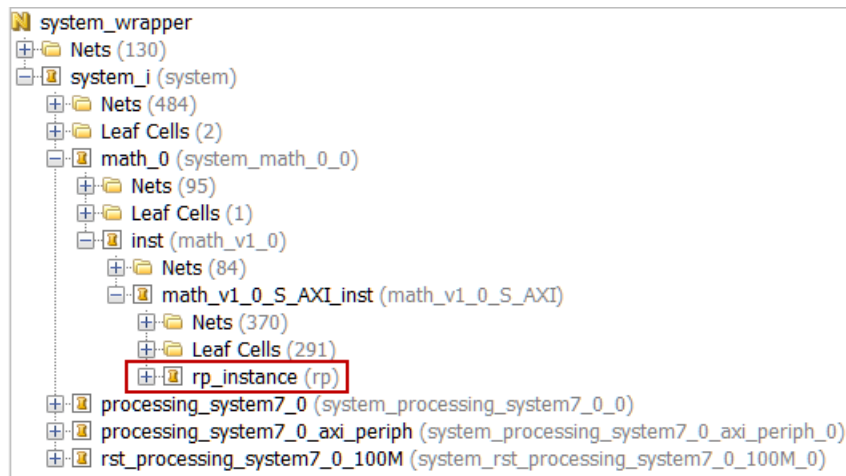 system_wrapper
Nets (130)
system_i (system)
Nets (484)
Leaf Cells (2)
math_0 (system_math_0_0)
Nets (95)
Leaf Cells (1)
inst (math_v1_0)
Nets (84)
math_v1_0_S_AXI_inst (math_v1_0_S_AXI)
Nets (370)
Leaf Cells (291)
rp_instance (rp)
processing_system7_0 (system_processing_system7_0_0)
processing_system7_0_axi_periph (system_processing_system7_0_axi_periph_0)
rst_processing_system7_0_100M (system_rst_processing_system7_0_100M_0)